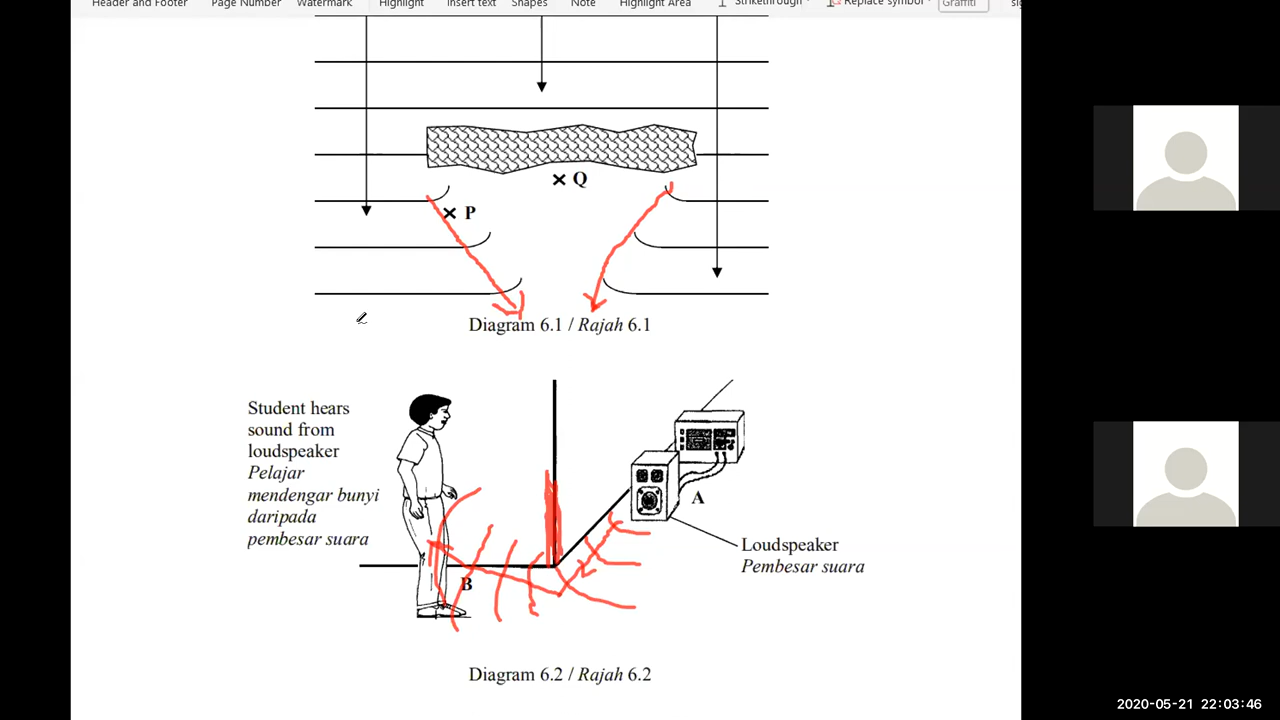 Header and Footer Page Number Watermark Highlight Insert text Shapes Note Highlight Area Strikethrough Replace symbol Graffiti
Q
P
Diagram 6.1 / Rajah 6.1
Student hears
sound from
loudspeaker
Pelajar
mendengar bunyi
daripada
pembesar suara
A
Loudspeaker
Pembesar suara
B
Diagram 6.2 / Rajah 6.2
2020-05-21 22:03:46